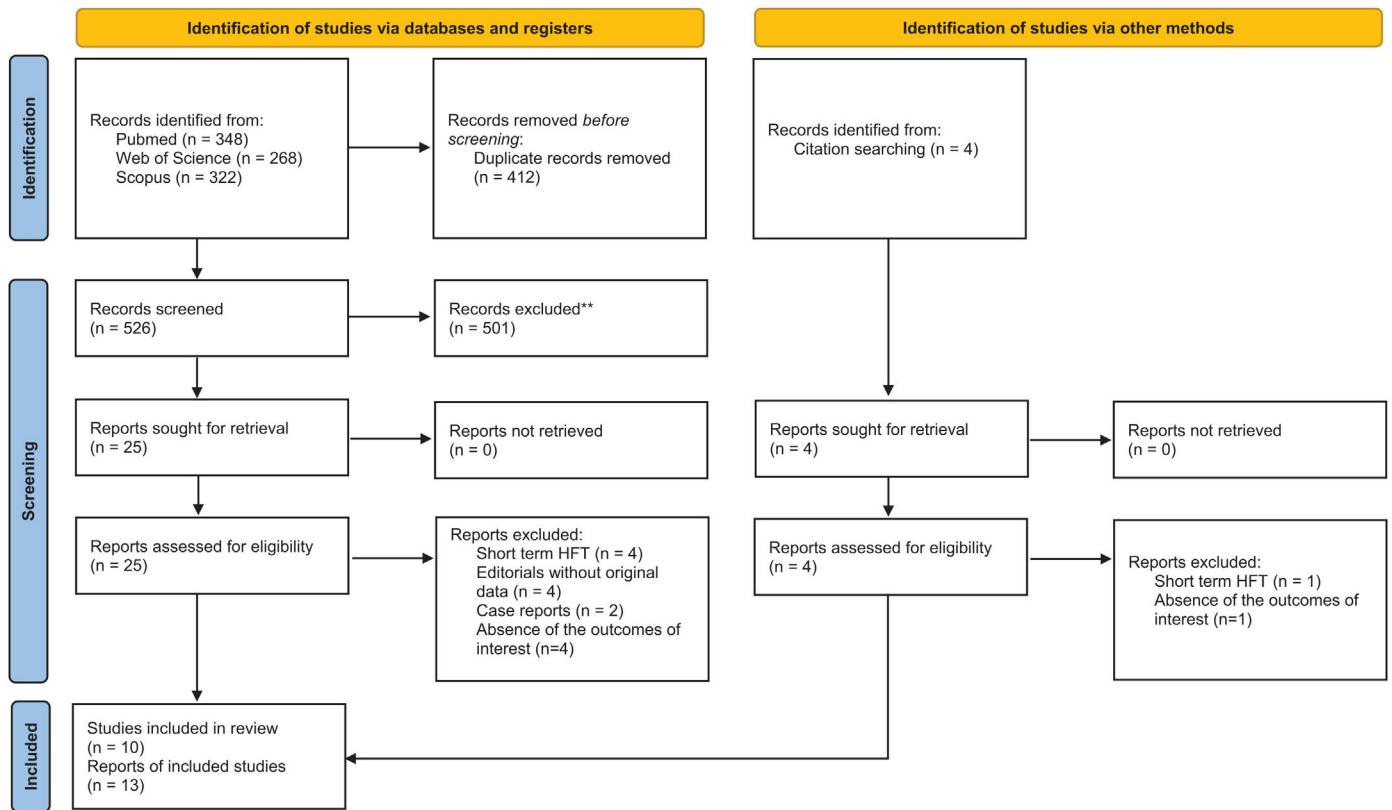 Identification of studies via databases and registers
Identification of studies via other methods
Identification
Records identified from:
Pubmed (n = 348)
Web of Science (n = 268)
Scopus (n = 322)
Records removed before
screening:
Duplicate records removed
(n = 412)
Records identified from:
Citation searching (n = 4)
Screening
Records screened
(n = 526)
Records excluded**
(n = 501)
Reports sought for retrieval
(n = 25)
Reports not retrieved
(n = 0)
Reports sought for retrieval
(n = 4)
Reports not retrieved
(n = 0)
Reports assessed for eligibility
(n = 25)
Reports excluded:
Short term HFT (n = 4)
Editorials without original
data (n = 4)
Case reports (n = 2)
Absence of the outcomes of
interest (n=4)
Reports assessed for eligibility
(n = 4)
Reports excluded:
Short term HFT (n = 1)
Absence of the outcomes of
interest (n=1)
Included
Studies included in review
(n = 10)
Reports of included studies
(n = 13)